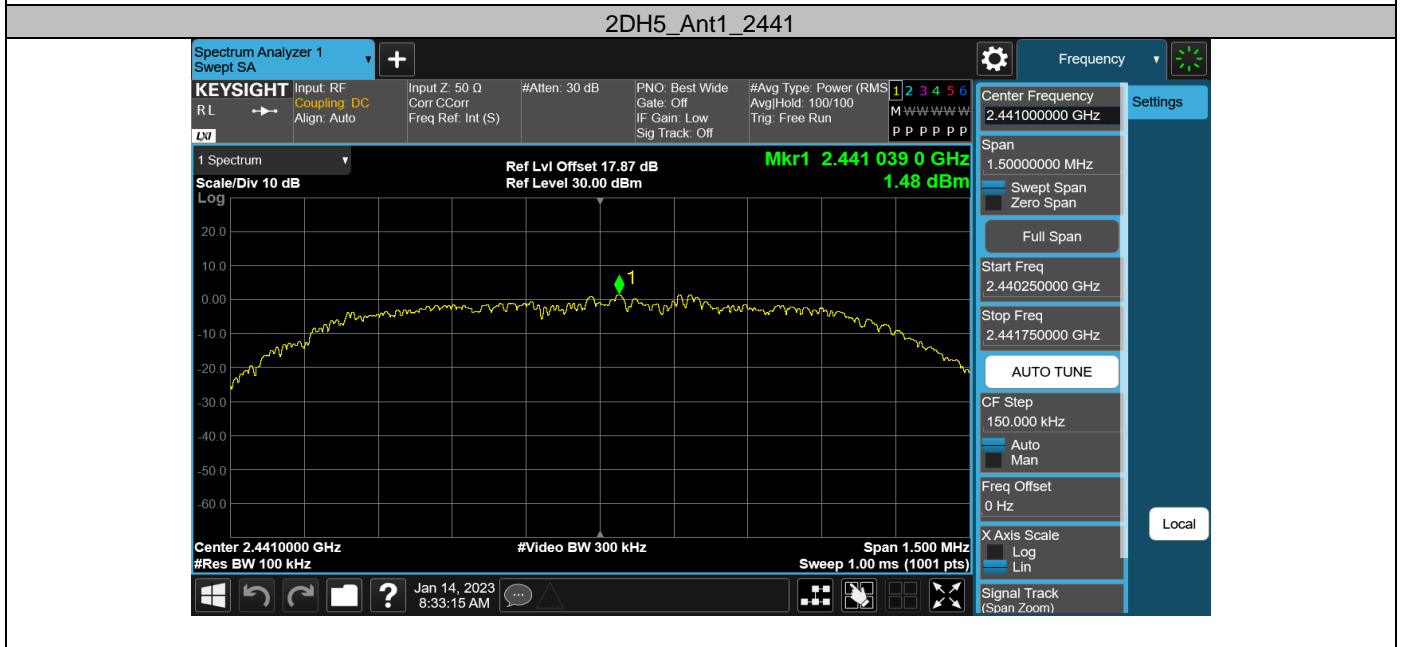 2DH5_Ant1_2441
Spectrum Analyzer 1
Swept SA
Frequency
KEYSIGHT
RL
LXI
Input: RF
Coupling: DC
Align: Auto
Input Z: 50 Ω
Corr CCorr
Freq Ref: Int (S)
#Atten: 30 dB
PNO: Best Wide
Gate: Off
IF Gain: Low
Sig Track: Off
#Avg Type: Power (RMS
Avg|Hold: 100/100
Trig: Free Run
1 2 3 4 5 6
M W W W W W
P P P P P P
1 Spectrum
Scale/Div 10 dB
Log
Ref Lvl Offset 17.87 dB
Ref Level 30.00 dBm
Mkr1 2.441 039 0 GHz
1.48 dBm
20.0
10.0
0.00
-10.0
-20.0
-30.0
-40.0
-50.0
-60.0
1
Center 2.4410000 GHz
#Res BW 100 kHz
#Video BW 300 kHz
Span 1.500 MHz
Sweep 1.00 ms (1001 pts)
Center Frequency
2.441000000 GHz
Settings
Span
1.50000000 MHz
Swept Span
Zero Span
Full Span
Start Freq
2.440250000 GHz
Stop Freq
2.441750000 GHz
AUTO TUNE
CF Step
150.000 kHz
Auto
Man
Freq Offset
0 Hz
X Axis Scale
Log
Lin
Local
Signal Track
(Span Zoom)
?
Jan 14, 2023
8:33:15 AM